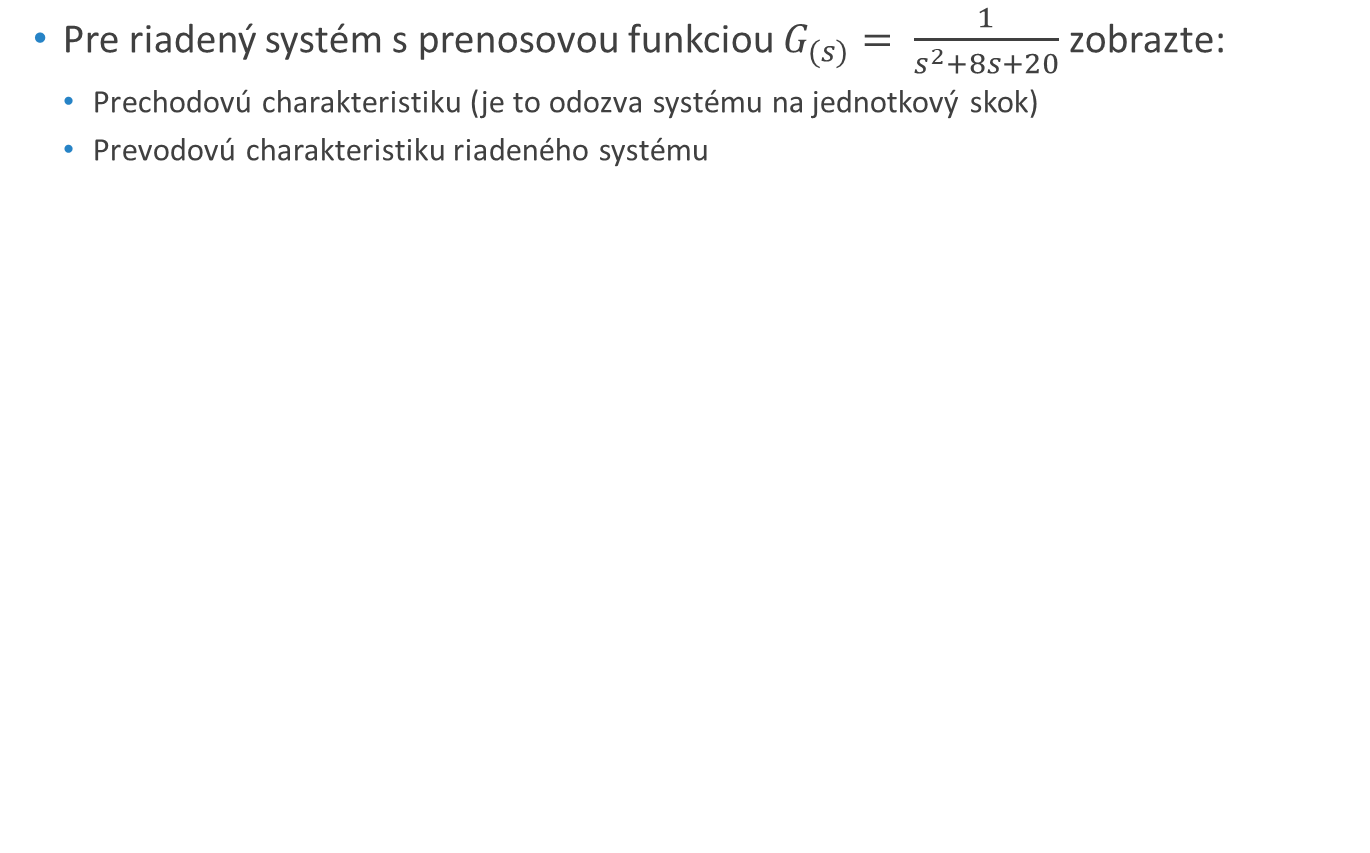 • Pre riadený systém s prenosovou funkciou G₍ₛ₎ = 1/(s²+8s+20) zobrazte:
• Prechodovú charakteristiku (je to odozva systému na jednotkový skok)
• Prevodovú charakteristiku riadeného systému